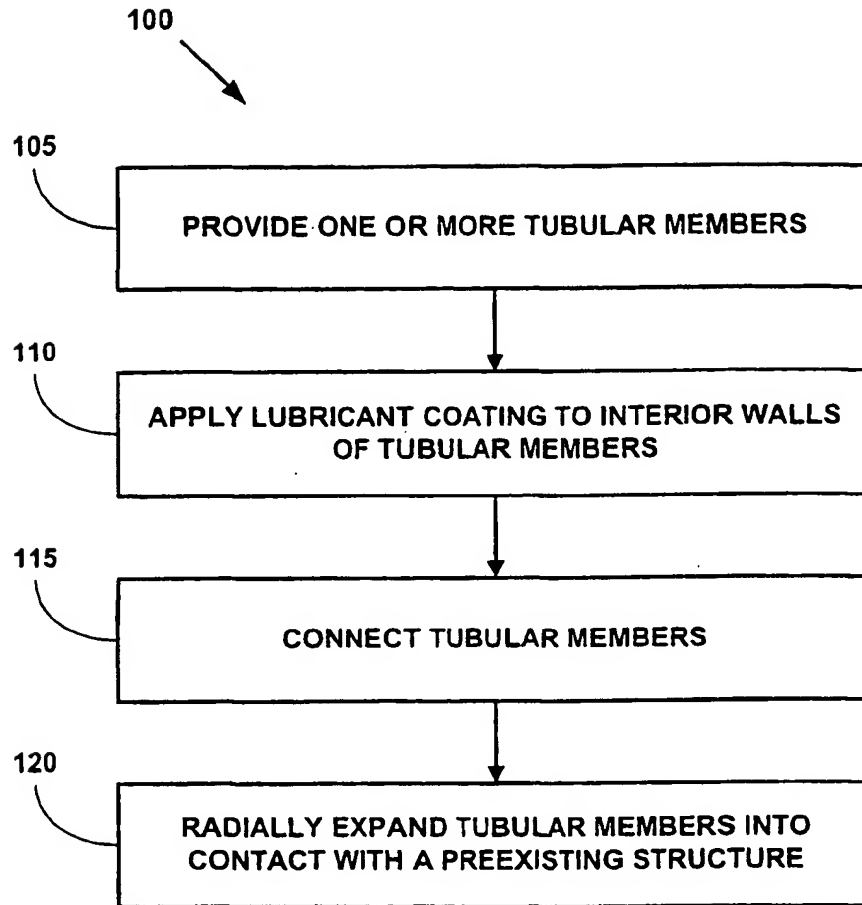 100
105
PROVIDE ONE OR MORE TUBULAR MEMBERS
110
APPLY LUBRICANT COATING TO INTERIOR WALLS
OF TUBULAR MEMBERS
115
CONNECT TUBULAR MEMBERS
120
RADIALLY EXPAND TUBULAR MEMBERS INTO
CONTACT WITH A PREEXISTING STRUCTURE